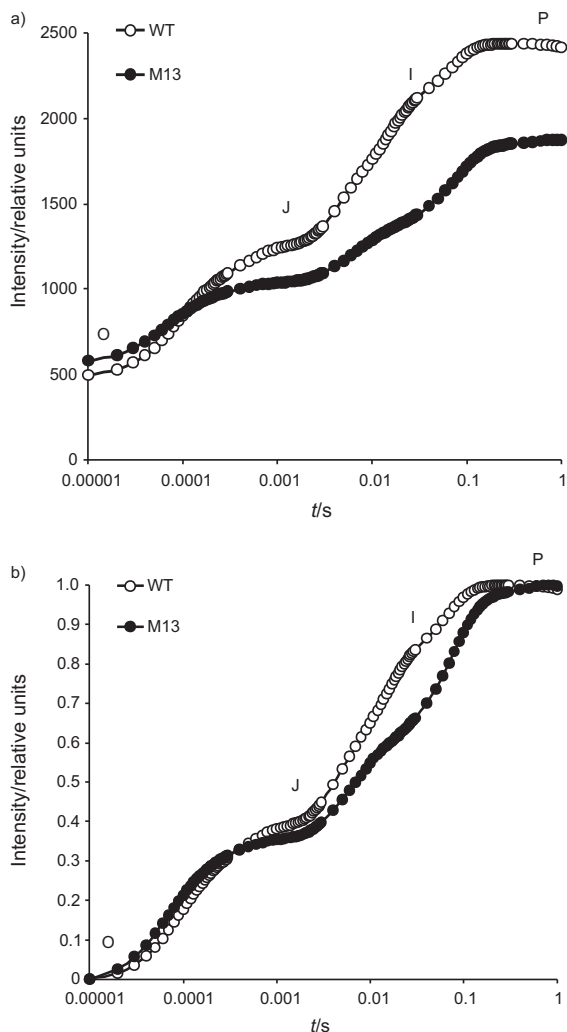 a)
P
2500
WT
M13
I
2000
1500
J
1000
O
500
0
0.00001
0.0001
0.001
0.01
0.1
1
Intensity/relative units
t/s
b)
P
1.0
WT
0.9
M13
I
0.8
0.7
0.6
0.5
J
0.4
0.3
0.2
0.1
O
0
0.00001
0.0001
0.001
0.01
0.1
1
Intensity/relative units
t/s